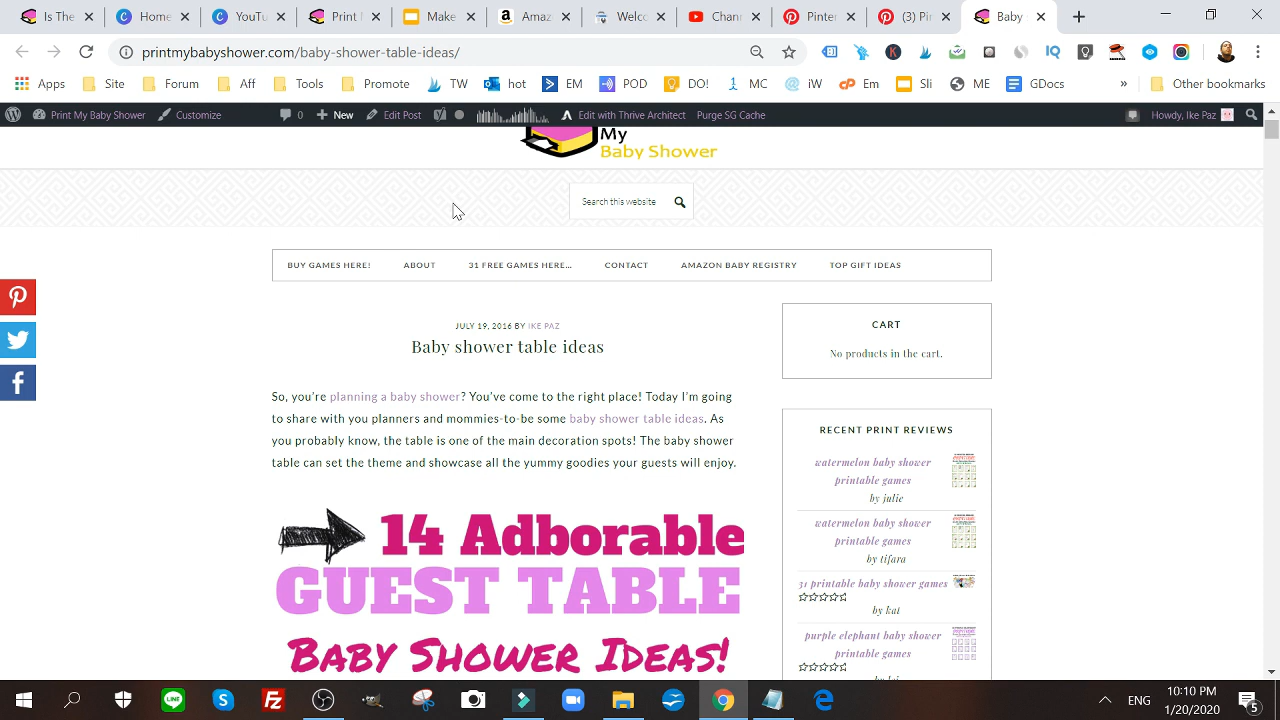 My
Home
C YouTu
Guest
Make
Amaz
Welc
Chan
Pinter
(3) Pi
Baby
printmybabyshower.com/baby-shower-table-ideas/
Apps Site Forum Aff Tools Promote TW hot EM POD DO! MC iW Em Sli ME GDocs » Other bookmarks
Print My Baby Shower Customize 0 New Edit Post Edit with Thrive Architect Purge SG Cache Howdy, Ike Paz
My
Baby Shower
Search this website
BUY GAMES HERE! ABOUT 31 FREE GAMES HERE... CONTACT AMAZON BABY REGISTRY TOP GIFT IDEAS
JULY 19, 2016 BY IKE PAZ
Baby shower table ideas
So, you're planning a baby shower? You've come to the right place! Today I'm going
to share with you planners and mommies-to-be some baby shower table ideas. As
you probably know, the table is one of the main decoration spots! The baby shower
table can set the theme and showcase all the yummy goodies your guests will enjoy.
14 Adborable
GUEST TABLE
BABY SHOWER IDEAS!
CART
No products in the cart.
RECENT PRINT REVIEWS
watermelon baby shower
printable games
by julie
watermelon baby shower
printable games
by tifara
31 printable baby shower games
by kai
purple elephant baby shower
printable games
ENG
10:10 PM
1/20/2020
5